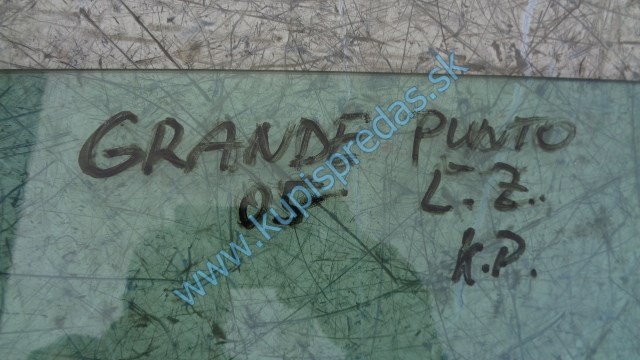 GRANDE PUNTO
05- L.Z.
K.P.
www.kupispredas.sk